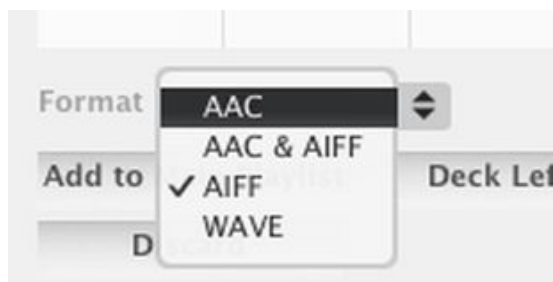 Format
AAC
AAC & AIFF
Add to
AIFF
Deck Lef
WAVE
D